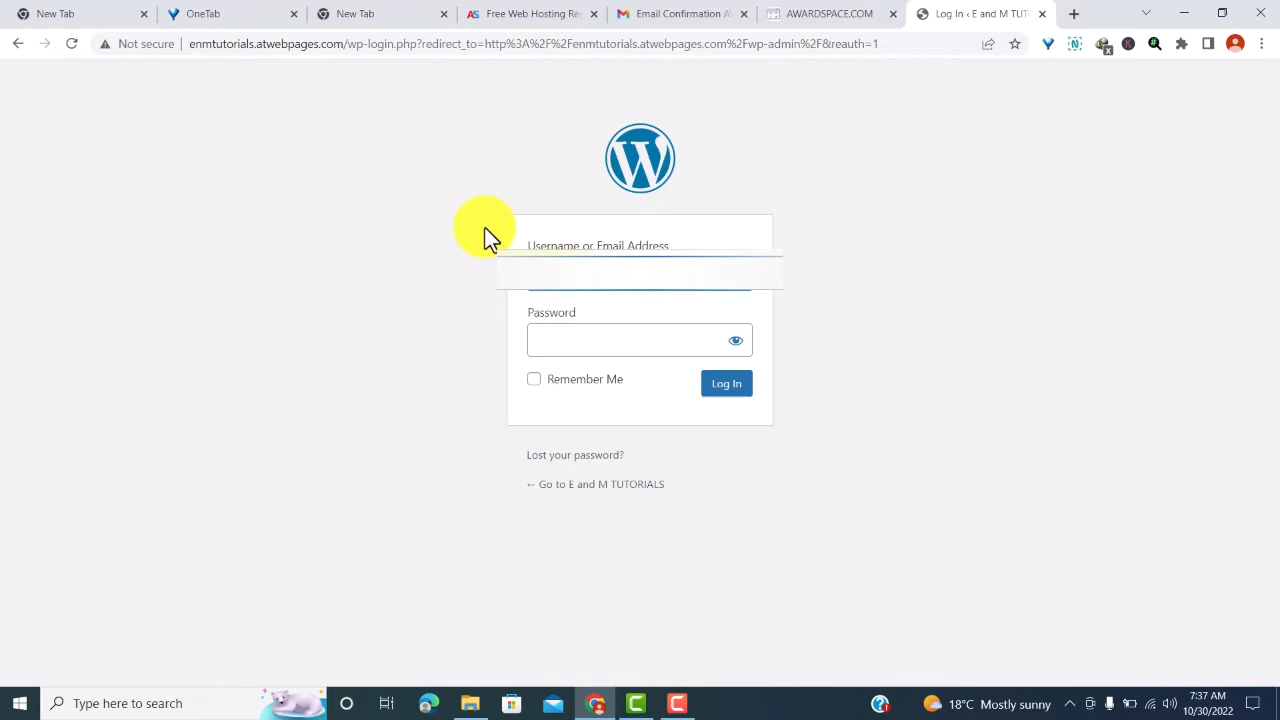 New Tab
OneTab
New Tab
Free Web Hosting Re
Email Confirmation A
AWARDSPACE.COM
Log In ‹ E and M TUT
Not secure
enmtutorials.atwebpages.com/wp-login.php?redirect_to=http%3A%2F%2Fenmtutorials.atwebpages.com%2Fwp-admin%2F&reauth=1
Username or Email Address
Password
Remember Me
Log In
Lost your password?
← Go to E and M TUTORIALS
Type here to search
18°C Mostly sunny
7:37 AM
10/30/2022